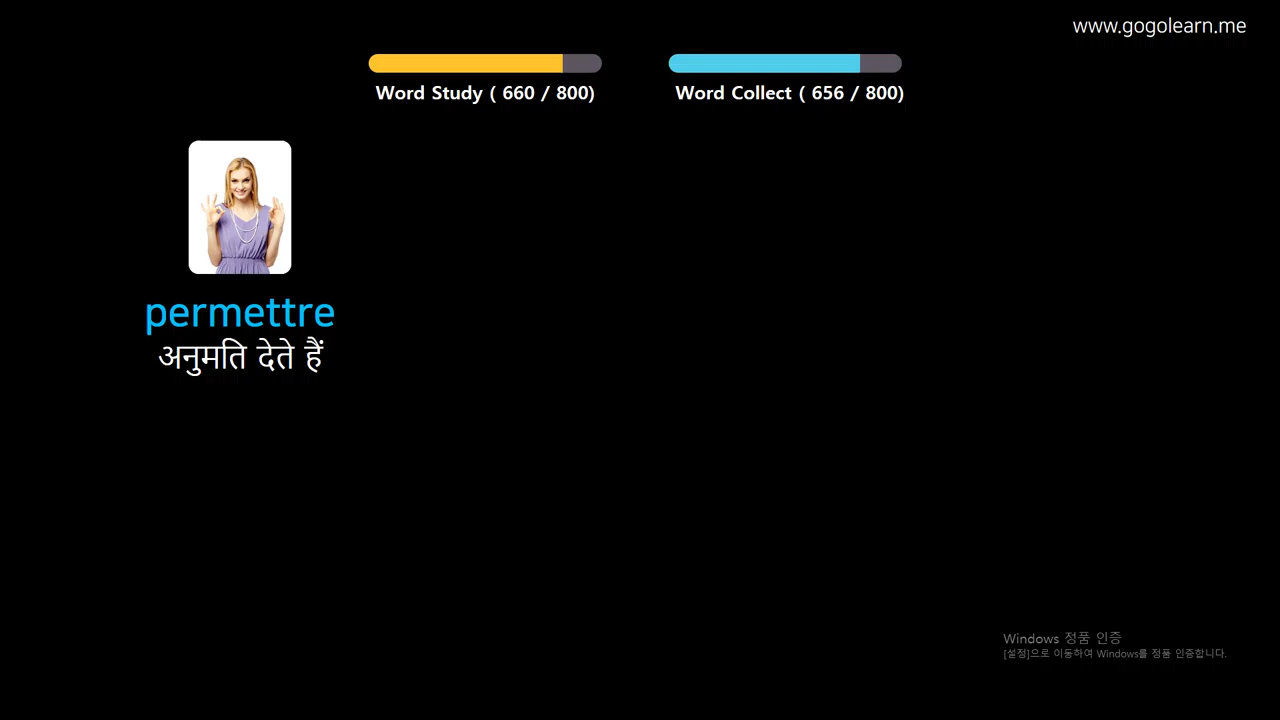 www.gogolearn.me
Word Study ( 660 / 800)
Word Collect ( 656 / 800)
permettre
अनुमति देते हैं
Windows 정품 인증
[설정]으로 이동하여 Windows를 정품 인증합니다.